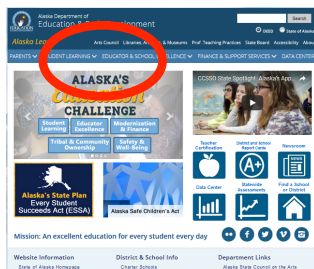 Alaska Department of
Education &
Search
DEED State of Alaska
Alaska
Arts Council Libraries, Museums Prof. Teaching Practices State Board Accessibility
PARENTS STUDENT LEARNING EDUCATOR & SCHOOL EXCELLENCE FINANCE & SUPPORT SERVICES DATA CENTER
ALASKA'S
Education
CHALLENGE
Student Learning
Educator Excellence
Modernization & Finance
Tribal & Community Ownership
Safety & Well-Being
CCSSO State Spotlight: Alaska's App
Teacher Certification
District and School Report Cards
Newsroom
A+
NEWS
Data Center
Statewide Assessments
Find a School or District
Alaska's State Plan
Every Student
Succeeds Act (ESSA)
Alaska Safe Children's Act
Mission: An excellent education for every student every day
Website Information
District & School Info
Department Links
State of Alaska Homepage
Charter Schools
Alaska State Council on the Arts